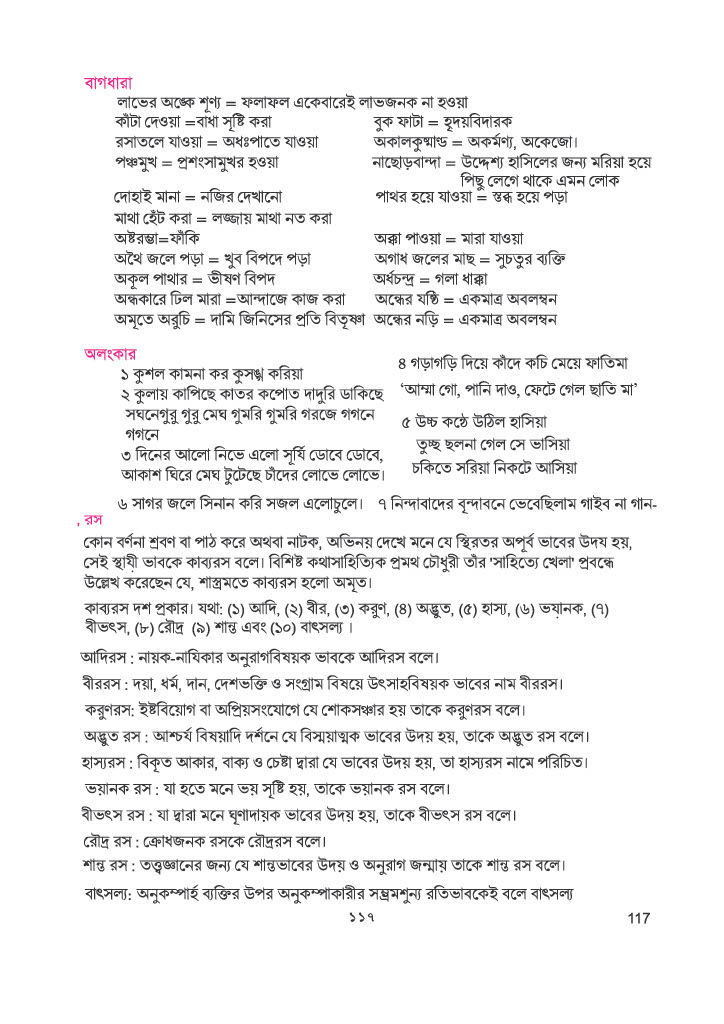 বাগধারা
লাভের অঙ্কে শূণ্য = ফলাফল একেবারেই লাভজনক না হওয়া
কাঁটা দেওয়া =বাধা সৃষ্টি করা বুক ফাটা = হৃদয়বিদারক
রসাতলে যাওয়া = অধঃপাতে যাওয়া অকালকুষ্মান্ড = অকর্মণ্য, অকেজো।
পঞ্চমুখ = প্রশংসামুখর হওয়া নাছোড়বান্দা = উদ্দেশ্য হাসিলের জন্য মরিয়া হয়ে
পিছু লেগে থাকে এমন লোক
দোহাই মানা = নজির দেখানো পাথর হয়ে যাওয়া = স্তব্ধ হয়ে পড়া
মাথা হেঁট করা = লজ্জায় মাথা নত করা
অষ্টরম্ভা=ফাঁকি অক্কা পাওয়া = মারা যাওয়া
অথৈ জলে পড়া = খুব বিপদে পড়া অগাধ জলের মাছ = সুচতুর ব্যক্তি
অকূল পাথার = ভীষণ বিপদ অর্ধচন্দ্র = গলা ধাক্কা
অন্ধকারে ঢিল মারা =আন্দাজে কাজ করা অন্ধের যষ্ঠি = একমাত্র অবলম্বন
অমৃতে অরুচি = দামি জিনিসের প্রতি বিতৃষ্ণা অন্ধের নড়ি = একমাত্র অবলম্বন
অলংকার
১ কুশল কামনা কর কুসঙ্খ করিয়া
২ কুলায় কাপিছে কাতর কপোত দাদুরি ডাকিছে
সঘনেগুরু গুরু মেঘ গুমরি গুমরি গরজে গগনে
গগনে
৩ দিনের আলো নিভে এলো সূর্যি ডোবে ডোবে,
আকাশ ঘিরে মেঘ টুটেছে চাঁদের লোভে লোভে।
৪ গড়াগড়ি দিয়ে কাঁদে কচি মেয়ে ফাতিমা
‘আম্মা গো, পানি দাও, ফেটে গেল ছাতি মা’
৫ উচ্চ কন্ঠে উঠিল হাসিয়া
তুচ্ছ ছলনা গেল সে ভাসিয়া
চকিতে সরিয়া নিকটে আসিয়া
৬ সাগর জলে সিনান করি সজল এলোচুলে। ৭ নিন্দাবাদের বৃন্দাবনে ভেবেছিলাম গাইব না গান-
, রস
কোন বর্ণনা শ্রবণ বা পাঠ করে অথবা নাটক, অভিনয় দেখে মনে যে স্থিরতর অপূর্ব ভাবের উদয হয়,
সেই স্থায়ী ভাবকে কাব্যরস বলে। বিশিষ্ট কথাসাহিত্যিক প্রমথ চৌধুরী তাঁর 'সাহিত্যে খেলা' প্রবন্ধে
উল্লেখ করেছেন যে, শাস্ত্রমতে কাব্যরস হলো অমৃত।
কাব্যরস দশ প্রকার। যথা: (১) আদি, (২) বীর, (৩) করুণ, (৪) অদ্ভুত, (৫) হাস্য, (৬) ভয়ানক, (৭)
বীভৎস, (৮) রৌদ্র (৯) শান্ত এবং (১০) বাৎসল্য ।
আদিরস : নায়ক-নাযিকার অনুরাগবিষয়ক ভাবকে আদিরস বলে।
বীররস : দয়া, ধর্ম, দান, দেশভক্তি ও সংগ্রাম বিষয়ে উৎসাহবিষয়ক ভাবের নাম বীররস।
করুণরস: ইষ্টবিয়োগ বা অপ্রিয়সংযোগে যে শোকসঞ্চার হয় তাকে করুণরস বলে।
অদ্ভুত রস : আশ্চর্য বিষয়াদি দর্শনে যে বিস্ময়াত্মক ভাবের উদয় হয়, তাকে অদ্ভুত রস বলে।
হাস্যরস : বিকৃত আকার, বাক্য ও চেষ্টা দ্বারা যে ভাবের উদয় হয়, তা হাস্যরস নামে পরিচিত।
ভয়ানক রস : যা হতে মনে ভয় সৃষ্টি হয়, তাকে ভয়ানক রস বলে।
বীভৎস রস : যা দ্বারা মনে ঘৃণাদায়ক ভাবের উদয় হয়, তাকে বীভৎস রস বলে।
রৌদ্র রস : ক্রোধজনক রসকে রৌদ্ররস বলে।
শান্ত রস : তত্ত্বজ্ঞানের জন্য যে শান্তভাবের উদয় ও অনুরাগ জন্মায় তাকে শান্ত রস বলে।
বাৎসল্য: অনুকম্পার্হ ব্যক্তির উপর অনুকম্পাকারীর সম্ভ্রমশুন্য রতিভাবকেই বলে বাৎসল্য
১১৭ 117